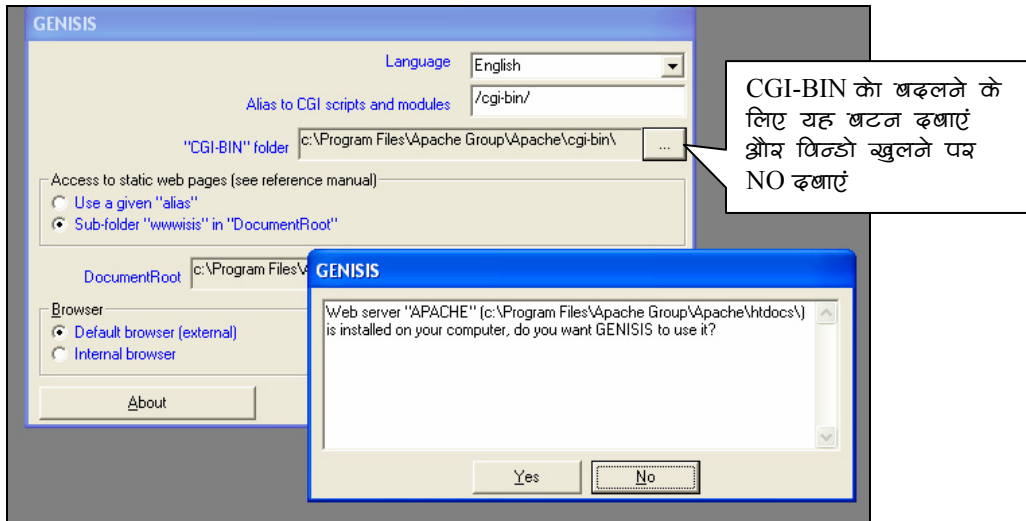 GENISIS
Language English
Alias to CGI scripts and modules /cgi-bin/
"CGI-BIN" folder c:\Program Files\Apache Group\Apache\cgi-bin\ ...
CGI-BIN को बदलने के
लिए यह बटन दबाएं
और विन्डो खुलने पर
NO दबाएं
Access to static web pages (see reference manual)
Use a given "alias"
Sub-folder "wwwisis" in "DocumentRoot"
DocumentRoot c:\Program Files\
Browser
Default browser (external)
Internal browser
About
GENISIS
Web server "APACHE" (c:\Program Files\Apache Group\Apache\htdocs\)
is installed on your computer, do you want GENISIS to use it?
Yes No